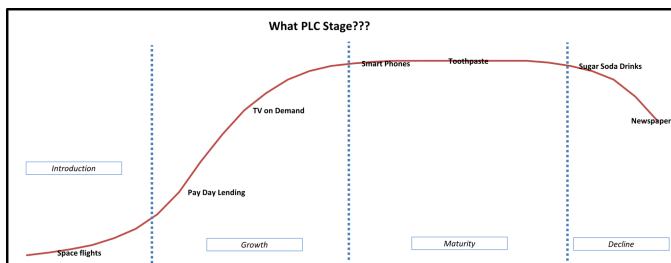 What PLC Stage???
Smart Phones
Toothpaste
Sugar Soda Drinks
TV on Demand
Newspaper
Introduction
Pay Day Lending
Growth
Maturity
Decline
Space flights